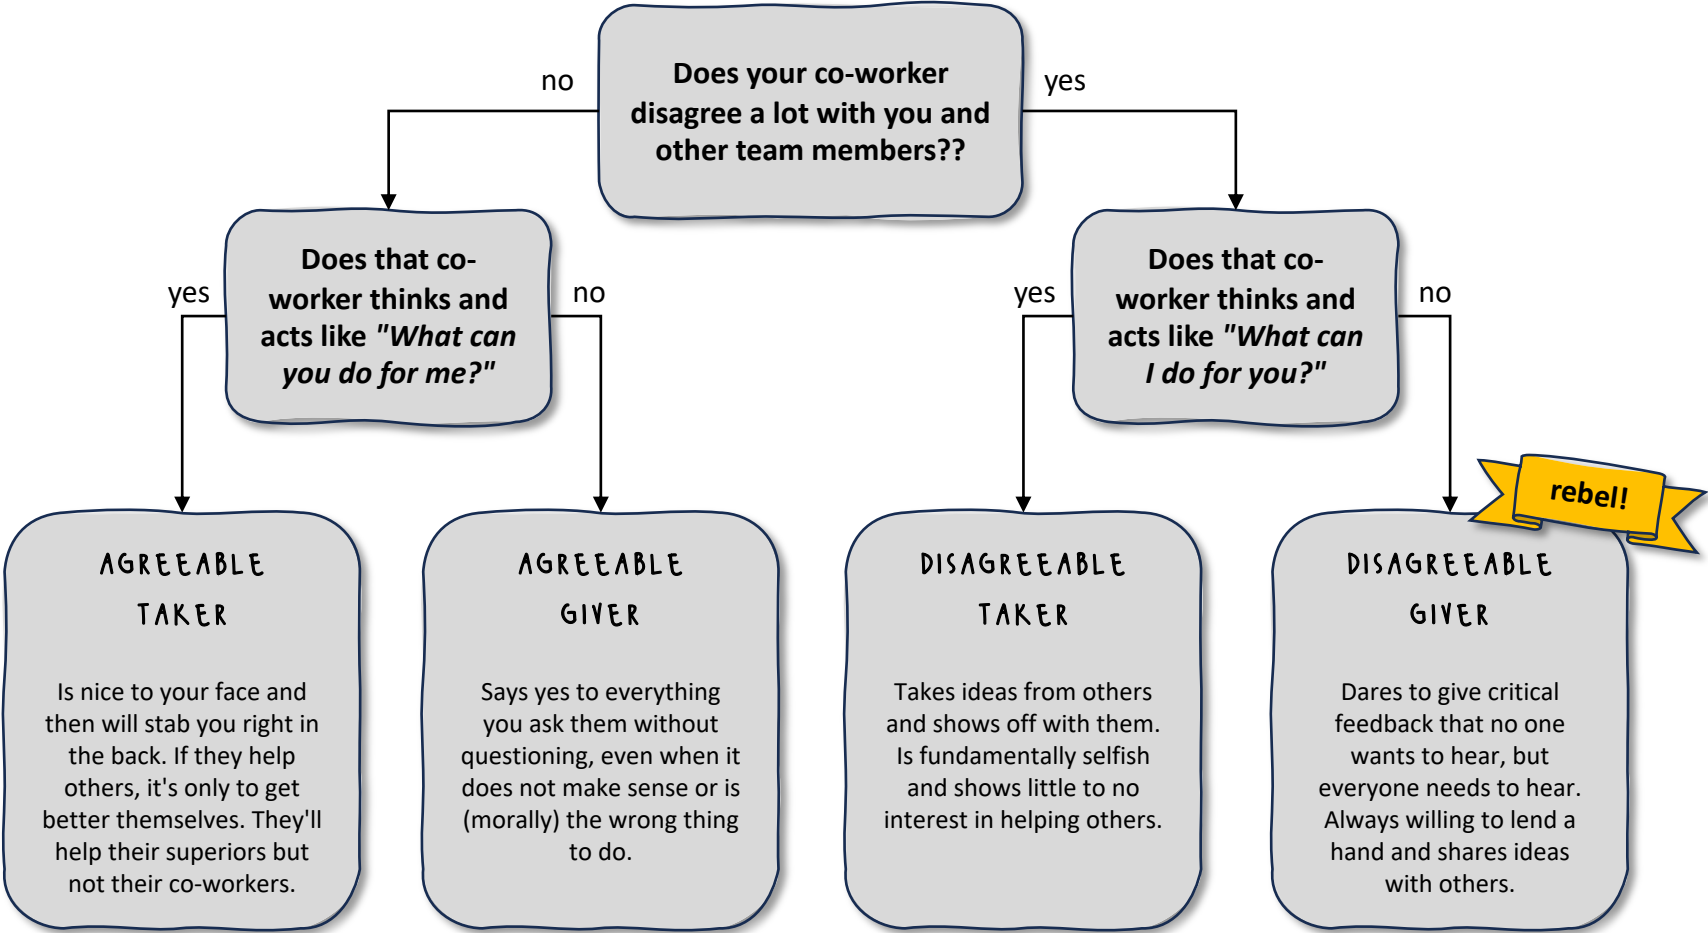 Does your co-worker
disagree a lot with you and
other team members??
no
yes
Does that co-
worker thinks and
acts like "What can
you do for me?"
yes
no
Does that co-
worker thinks and
acts like "What can
I do for you?"
yes
no
AGREEABLE
TAKER
Is nice to your face and
then will stab you right in
the back. If they help
others, it's only to get
better themselves. They'll
help their superiors but
not their co-workers.
AGREEABLE
GIVER
Says yes to everything
you ask them without
questioning, even when it
does not make sense or is
(morally) the wrong thing
to do.
DISAGREEABLE
TAKER
Takes ideas from others
and shows off with them.
Is fundamentally selfish
and shows little to no
interest in helping others.
rebel!
DISAGREEABLE
GIVER
Dares to give critical
feedback that no one
wants to hear, but
everyone needs to hear.
Always willing to lend a
hand and shares ideas
with others.